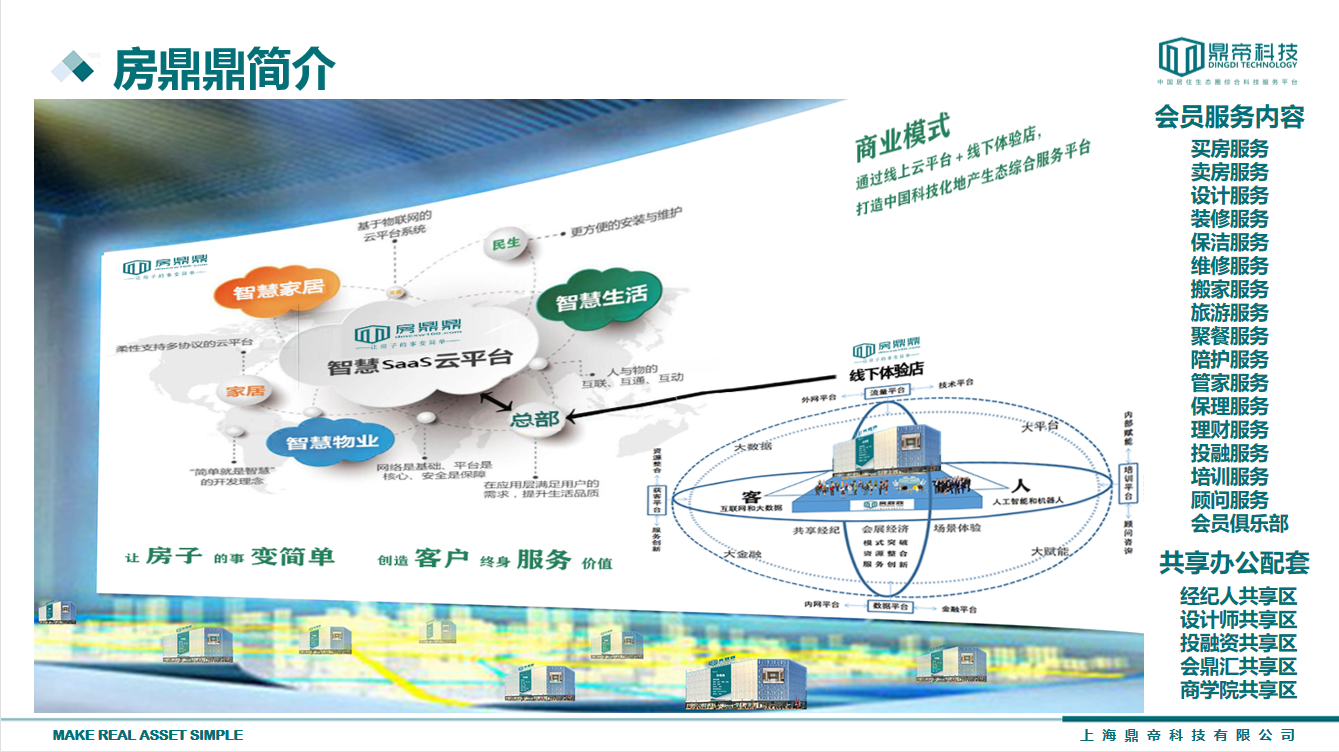 房鼎鼎简介
鼎帝科技
DINGDI TECHNOLOGY
中国居住生态圈综合科技服务平台
商业模式
通过线上云平台 + 线下体验店，
打造中国科技化地产生态综合服务平台
房鼎鼎
让房子的事变简单
基于物联网的
云平台系统
民生
更方便的安装与维护
智慧家居
智慧生活
房鼎鼎
让房子的事变简单
智慧SaaS云平台
柔性支持多协议的云平台
家居
人与物的
互联、互通、互动
总部
智慧物业
"简单就是智慧"
的开发理念
网络是基础、平台是
核心、安全是保障
在应用层满足用户的
需求，提升生活品质
让 房子 的事 变简单
创造 客户 终身 服务 价值
房鼎鼎
线下体验店
外网平台
流量平台
技术平台
大数据
大平台
资源整合
获客平台
服务创新
内部赋能
培训平台
顾问咨询
客
互联网和大数据
人
人工智能和机器人
房鼎鼎
共享经纪
会展经济
场景体验
模式突破
资源整合
服务创新
大金融
大赋能
内网平台
数据平台
金融平台
会员服务内容
买房服务
卖房服务
设计服务
装修服务
保洁服务
维修服务
搬家服务
旅游服务
聚餐服务
陪护服务
管家服务
保理服务
理财服务
投融服务
培训服务
顾问服务
会员俱乐部
共享办公配套
经纪人共享区
设计师共享区
投融资共享区
会鼎汇共享区
商学院共享区
MAKE REAL ASSET SIMPLE
上海鼎帝科技有限公司